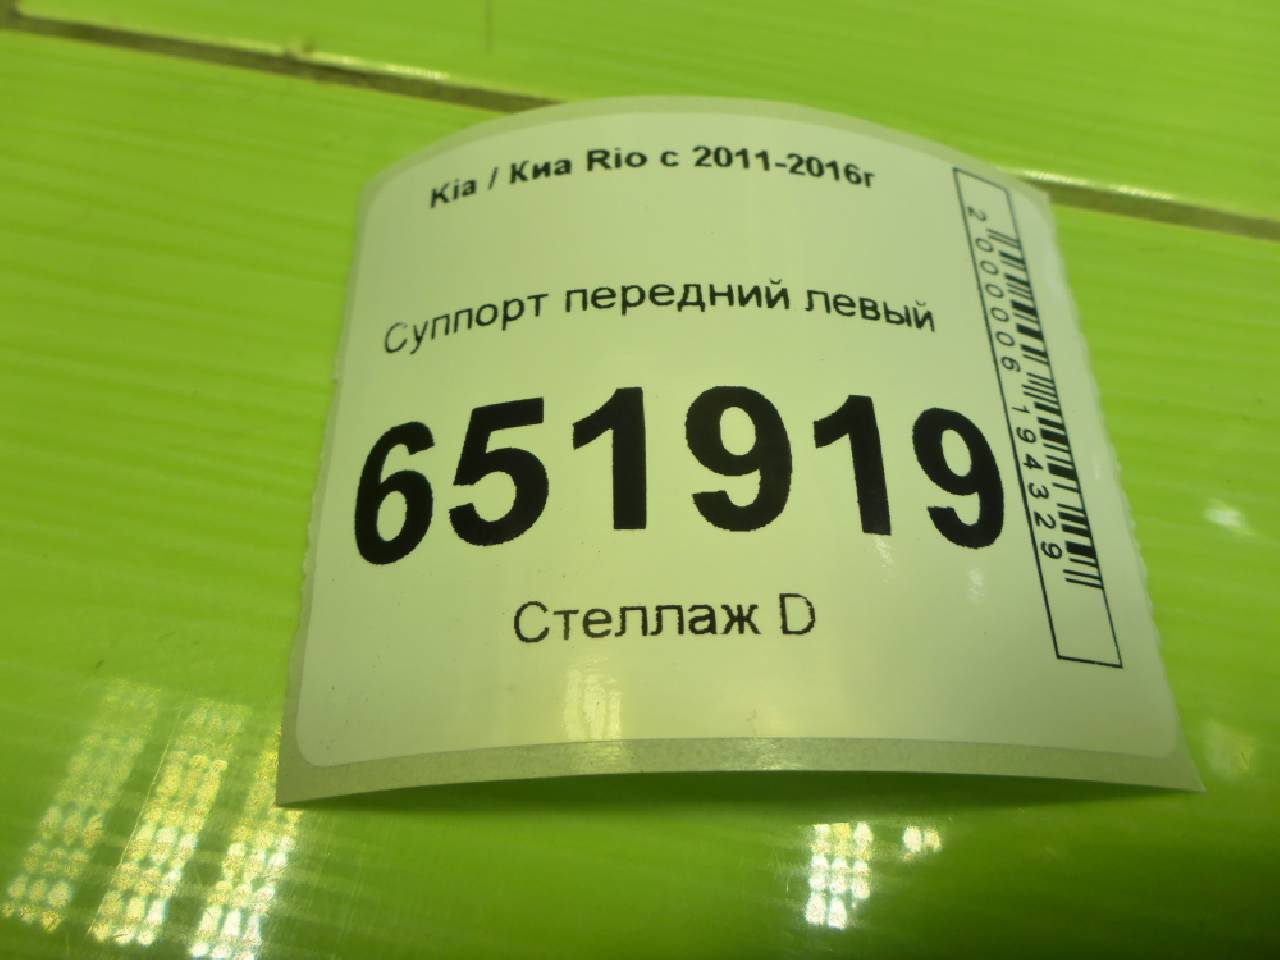 Kia / Киа Rio с 2011-2016г
Суппорт передний левый
651919
Стеллаж D
2000006194329